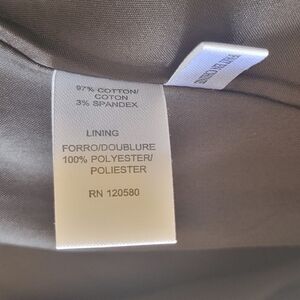 97% COTTON/
COTON
3% SPANDEX
LINING
FORRO/DOUBLURE
100% POLYESTER/
POLIESTER
RN 120580